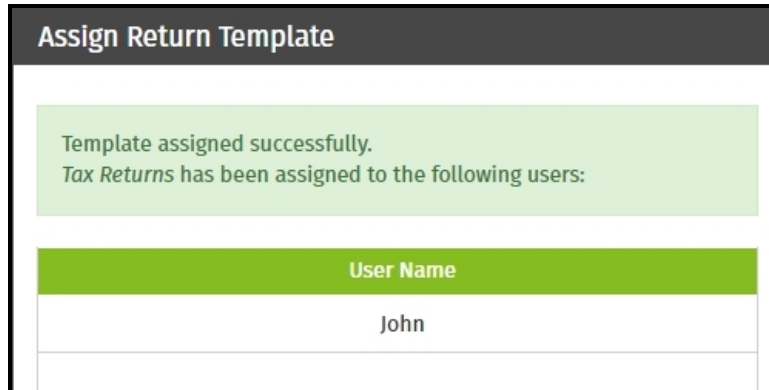 Assign Return Template
Template assigned successfully.
Tax Returns has been assigned to the following users:
User Name
John